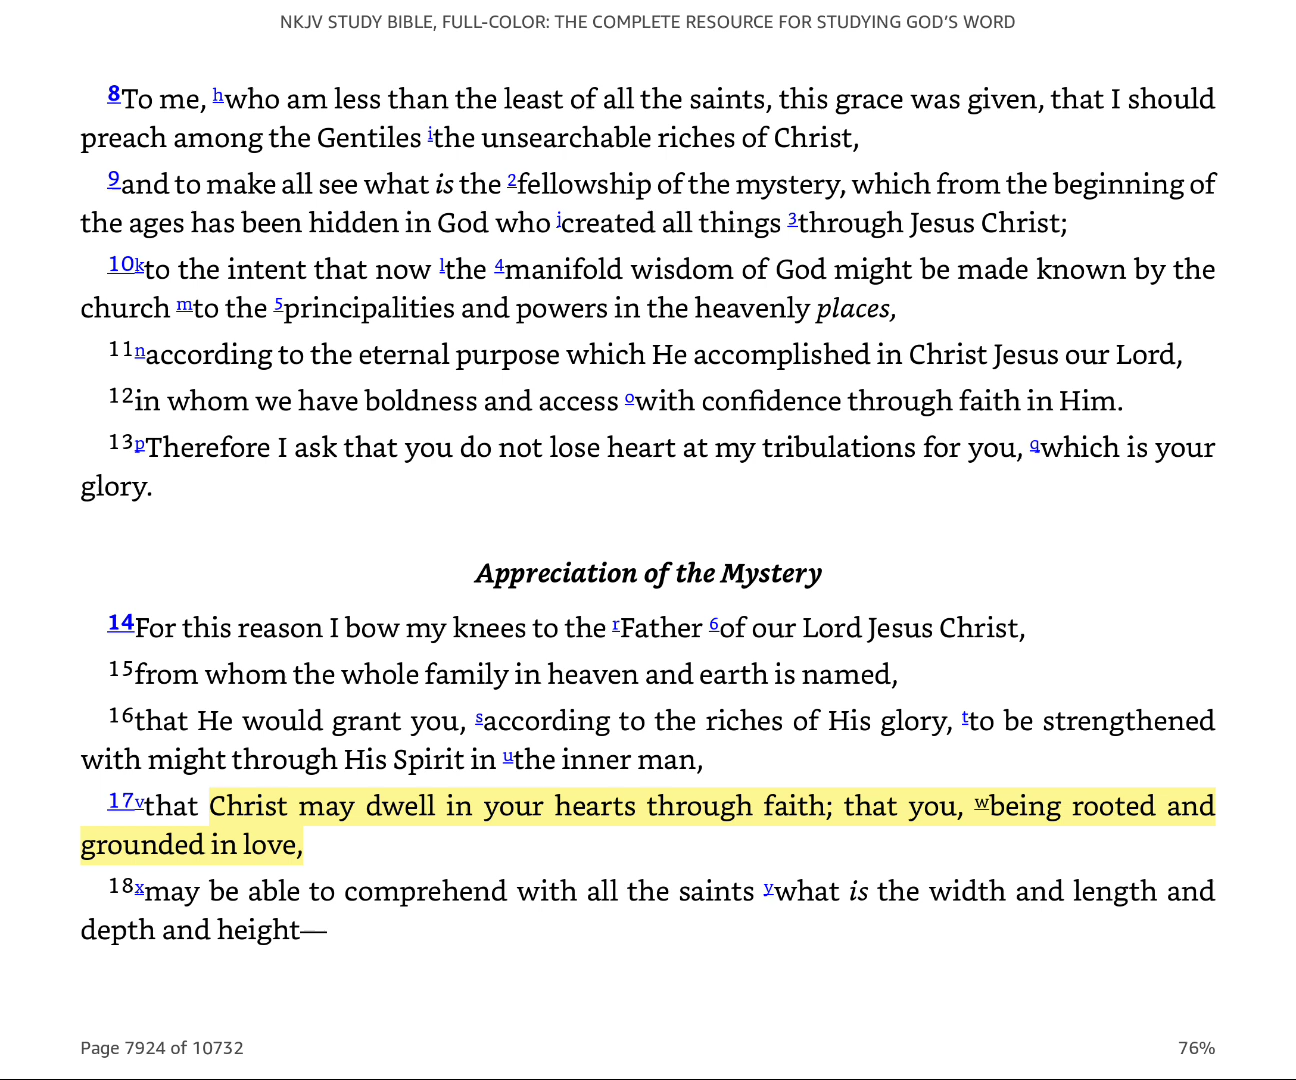 NKJV STUDY BIBLE, FULL-COLOR: THE COMPLETE RESOURCE FOR STUDYING GOD’S WORD
8To me, hwho am less than the least of all the saints, this grace was given, that I should
preach among the Gentiles ithe unsearchable riches of Christ,
9and to make all see what is the 2fellowship of the mystery, which from the beginning of
the ages has been hidden in God who jcreated all things 3through Jesus Christ;
10kto the intent that now lthe 4manifold wisdom of God might be made known by the
church mto the 5principalities and powers in the heavenly places,
11naccording to the eternal purpose which He accomplished in Christ Jesus our Lord,
12in whom we have boldness and access owith confidence through faith in Him.
13pTherefore I ask that you do not lose heart at my tribulations for you, qwhich is your
glory.
Appreciation of the Mystery
14For this reason I bow my knees to the rFather 6of our Lord Jesus Christ,
15from whom the whole family in heaven and earth is named,
16that He would grant you, saccording to the riches of His glory, tto be strengthened
with might through His Spirit in uthe inner man,
17vthat Christ may dwell in your hearts through faith; that you, wbeing rooted and
grounded in love,
18xmay be able to comprehend with all the saints ywhat is the width and length and
depth and height—
Page 7924 of 10732
76%